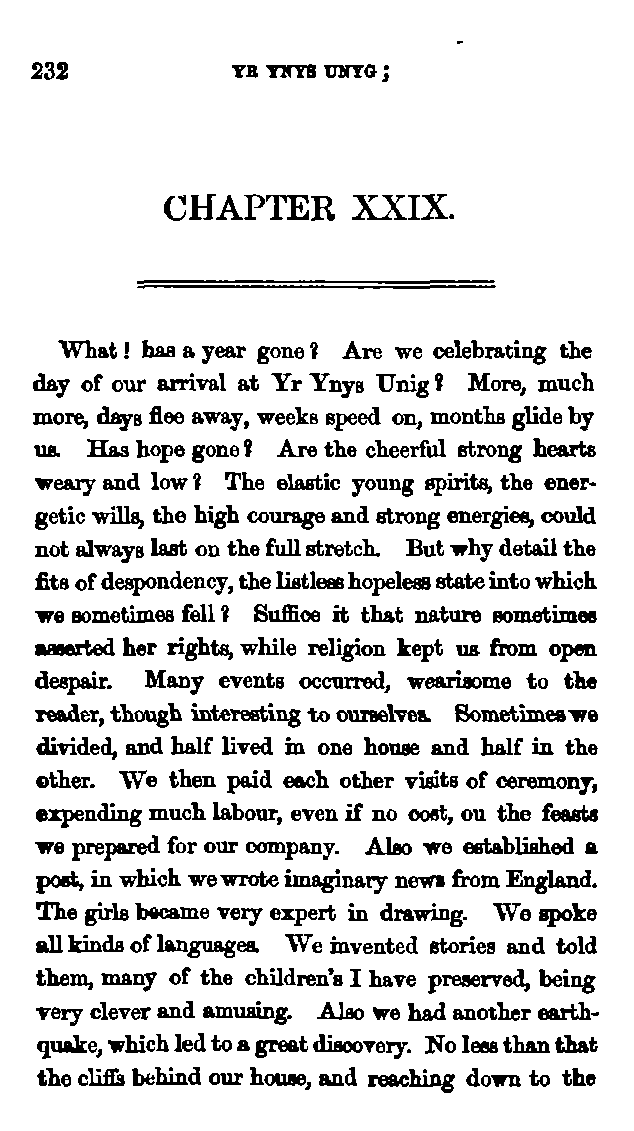 232 YR YNYS UNYG ;
CHAPTER XXIX.
What ! has a year gone ? Are we celebrating the
day of our arrival at Yr Ynys Unig ? More, much
more, days flee away, weeks speed on, months glide by
us. Has hope gone ? Are the cheerful strong hearts
weary and low ? The elastic young spirits, the ener-
getic wills, the high courage and strong energies, could
not always last on the full stretch. But why detail the
fits of despondency, the listless hopeless state into which
we sometimes fell ? Suffice it that nature sometimes
asserted her rights, while religion kept us from open
despair. Many events occurred, wearisome to the
reader, though interesting to ourselves. Sometimes we
divided, and half lived in one house and half in the
other. We then paid each other visits of ceremony,
expending much labour, even if no cost, ou the feasts
we prepared for our company. Also we established a
post, in which we wrote imaginary news from England.
The girls became very expert in drawing. We spoke
all kinds of languages. We invented stories and told
them, many of the children's I have preserved, being
very clever and amusing. Also we had another earth-
quake, which led to a great discovery. No less than that
the cliffs behind our house, and reaching down to the